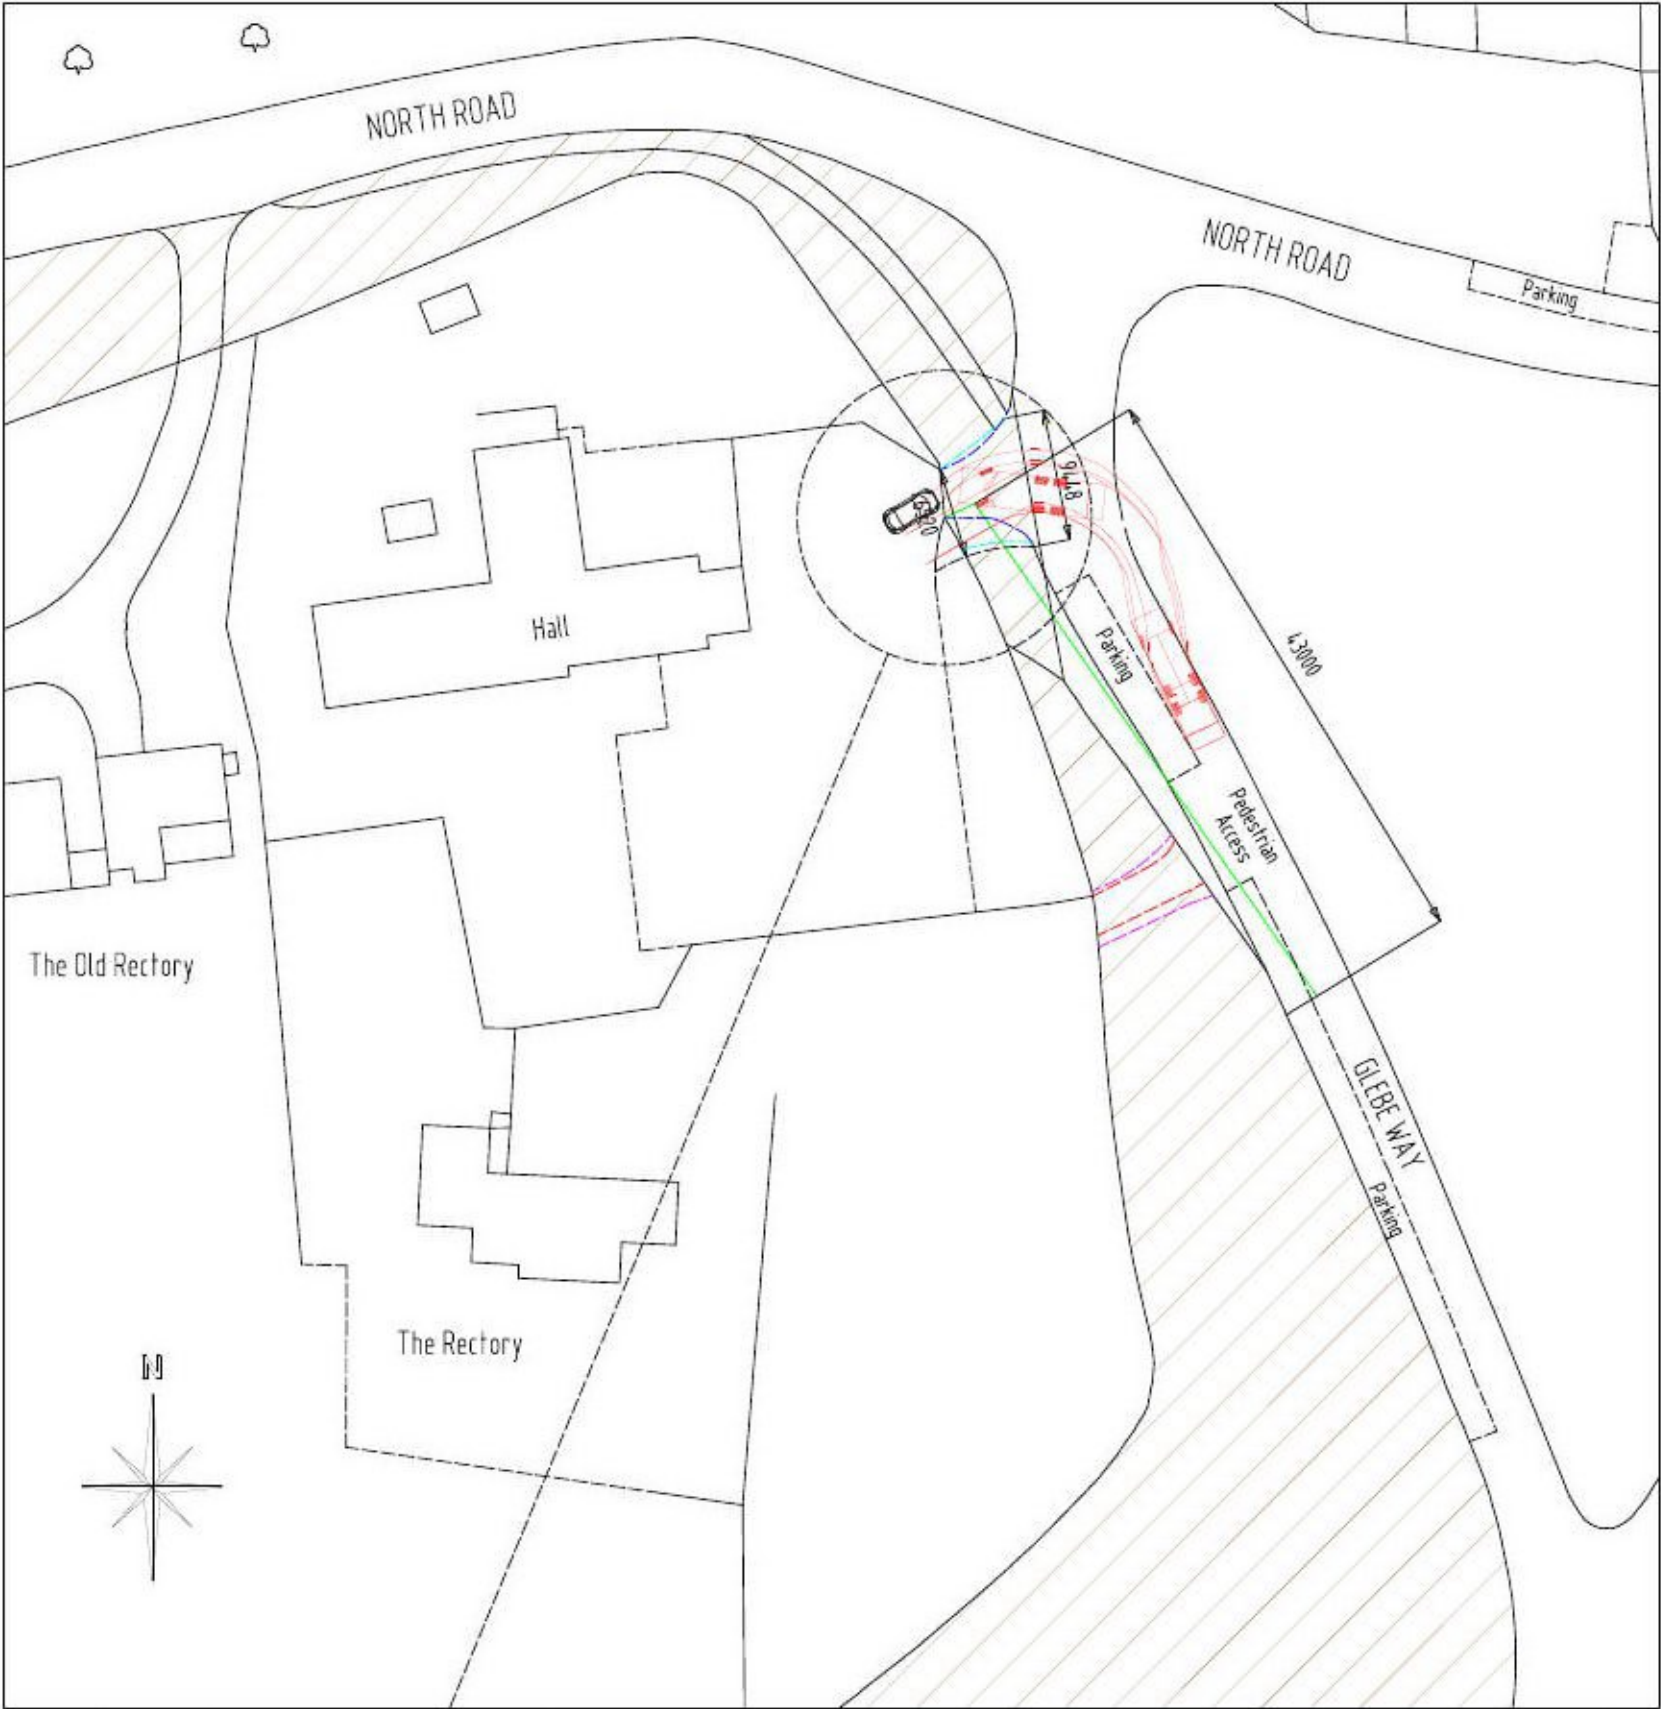 NORTH ROAD
NORTH ROAD
Parking
9448
6320
43000
Parking
Hall
Pedestrian
Access
The Old Rectory
GLEBE WAY
Parking
The Rectory
N